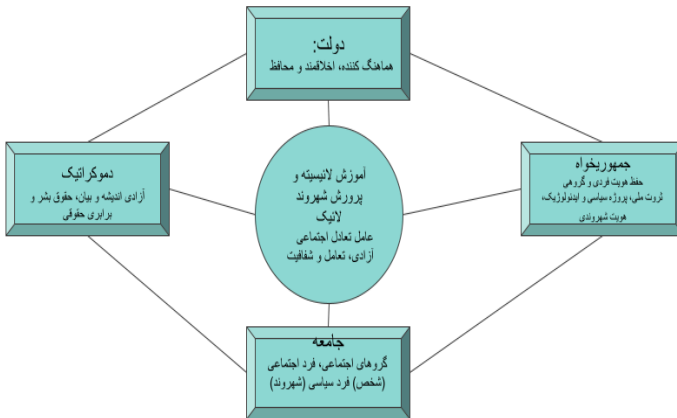 دولت:
هماهنگ کننده، اخلاقمند و محافظ
دموکراتیک
آزادی اندیشه و بیان، حقوق بشر و
برابری حقوقی
آموزش لائیسیته و
پرورش شهروند
لائیک
عامل تعادل اجتماعی
آزادی، تعامل و شفافیت
جمهوریخواه
حفظ هویت فردی و گروهی
ثروت ملی، پروژه سیاسی و ایدئولوژیک،
هویت شهروندی
جامعه
گروهای اجتماعی، فرد اجتماعی
(شخص) فرد سیاسی (شهروند)